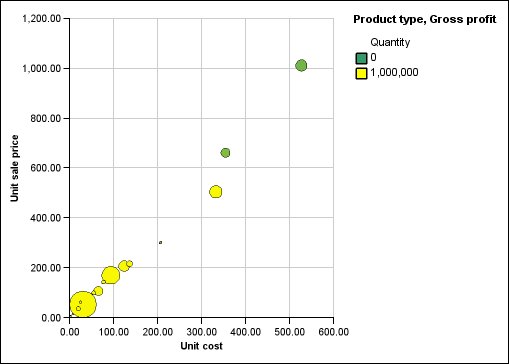 Product type, Gross profit
Quantity
0
1,000,000
1,200.00
1,000.00
800.00
600.00
400.00
200.00
0.00
Unit sale price
0.00 100.00 200.00 300.00 400.00 500.00 600.00
Unit cost